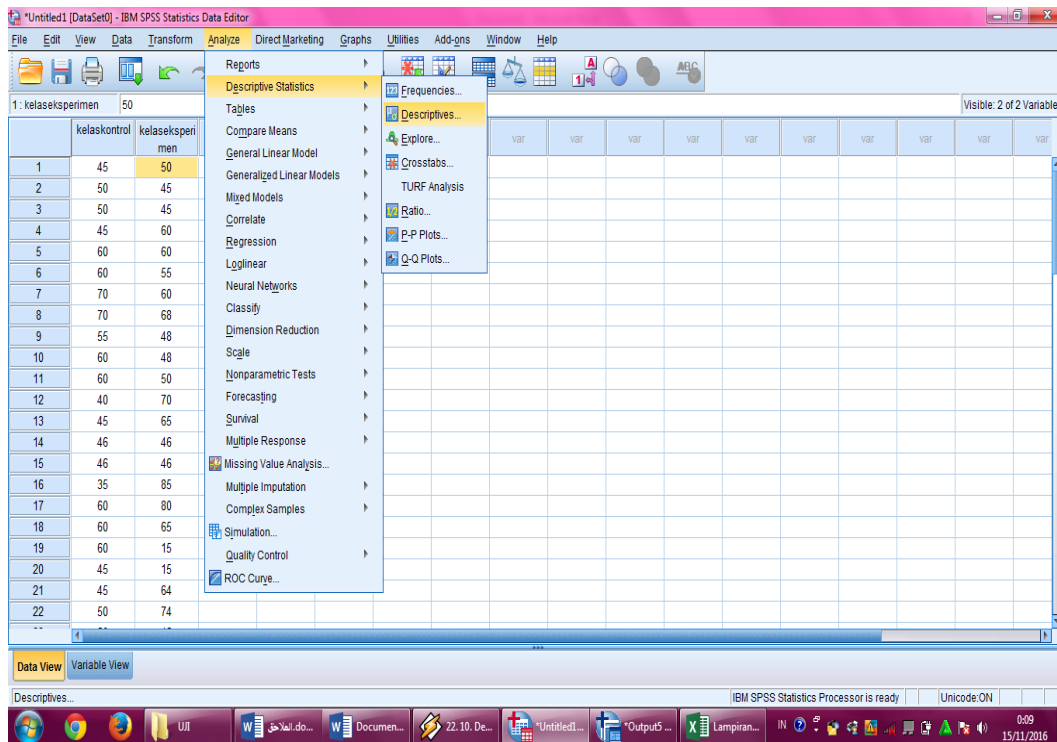 *Untitled1 [DataSet0] - IBM SPSS Statistics Data Editor
File Edit View Data Transform Analyze Direct Marketing Graphs Utilities Add-ons Window Help
1 : kelaseksperimen 50
Visible: 2 of 2 Variable
kelaskontrol kelaseksperi men var var var var var var var var var var
1 45 50
2 50 45
3 50 45
4 45 60
5 60 60
6 60 55
7 70 60
8 70 68
9 55 48
10 60 48
11 60 50
12 40 70
13 45 65
14 46 46
15 46 46
16 35 85
17 60 80
18 60 65
19 60 15
20 45 15
21 45 64
22 50 74
Reports
Descriptive Statistics
Tables
Compare Means
General Linear Model
Generalized Linear Models
Mixed Models
Correlate
Regression
Loglinear
Neural Networks
Classify
Dimension Reduction
Scale
Nonparametric Tests
Forecasting
Survival
Multiple Response
Missing Value Analysis...
Multiple Imputation
Complex Samples
Simulation...
Quality Control
ROC Curve...
Frequencies...
Descriptives...
Explore...
Crosstabs...
TURF Analysis
Ratio...
P-P Plots...
Q-Q Plots...
Data View Variable View
Descriptives...
IBM SPSS Statistics Processor is ready
Unicode:ON
UJI
الملاحق.do...
Documen...
22. 10. De...
*Untitled1...
*Output5 ...
Lampiran...
IN
0:09
15/11/2016